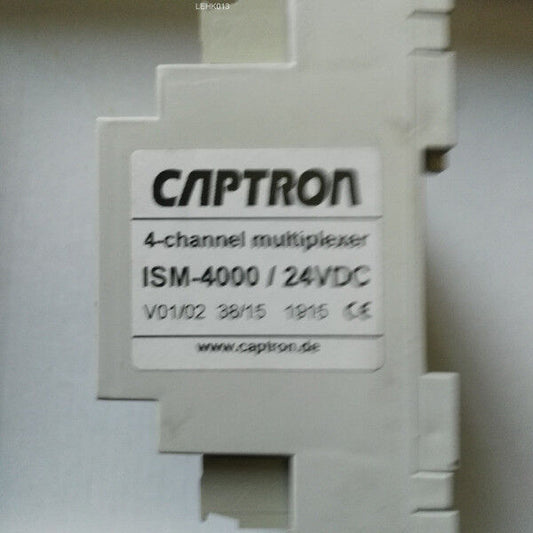 LEHK013
CAPTRON
4-channel multiplexer
ISM-4000 / 24VDC
V01/02 38/15 1915 CE
www.captron.de